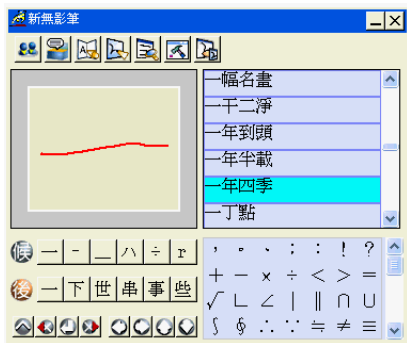 新無影筆
一幅名畫
一干二淨
一年到頭
一年半載
一年四季
一丁點
候 一 - ＿ 八 ÷ r
後 一 下 世 串 事 些
， 。 、 ； ： ！ ？
＋ － × ÷ ＜ ＞ ＝
√ ∟ ∠ ∣ ∥ ∩ ∪
∫ ∮ ∴ ∵ ≒ ≠ ≡